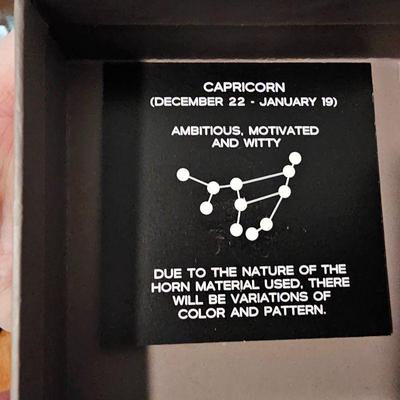 CAPRICORN
(DECEMBER 22 - JANUARY 19)
AMBITIOUS, MOTIVATED
AND WITTY
DUE TO THE NATURE OF THE
HORN MATERIAL USED, THERE
WILL BE VARIATIONS OF
COLOR AND PATTERN.